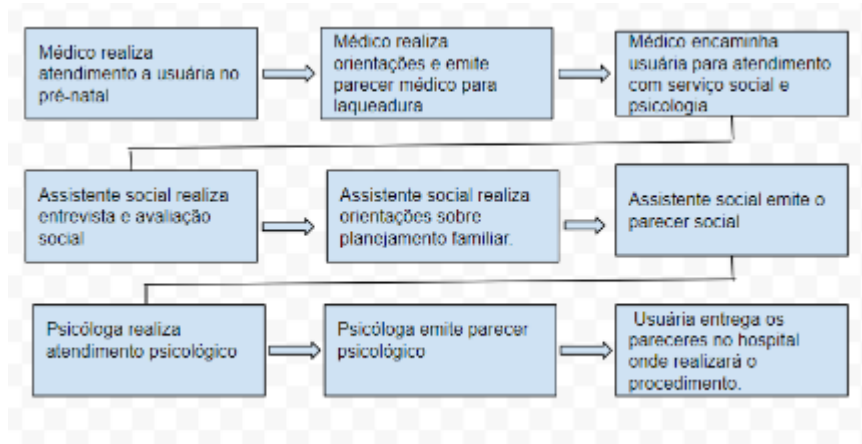 Médico realiza
atendimento a usuária no
pré-natal
Médico realiza
orientações e emite
parecer médico para
laqueadura
Médico encaminha
usuária para atendimento
com serviço social e
psicologia
Assistente social realiza
entrevista e avaliação
social
Assistente social realiza
orientações sobre
planejamento familiar.
Assistente social emite o
parecer social
Psicóloga realiza
atendimento psicológico
Psicóloga emite parecer
psicológico
Usuária entrega os
pareceres no hospital
onde realizará o
procedimento.